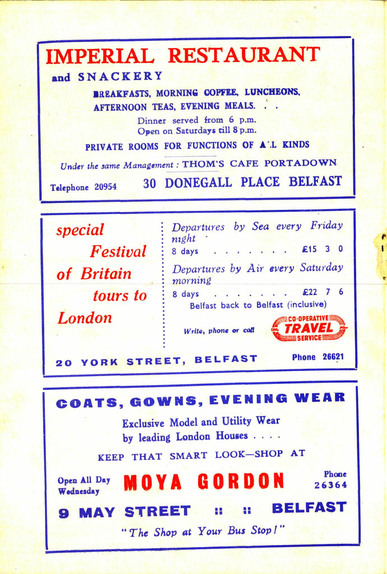 IMPERIAL RESTAURANT
and SNACKERY
BREAKFASTS, MORNING COFFEE, LUNCHEONS,
AFTERNOON TEAS, EVENING MEALS. . .
Dinner served from 6 p.m.
Open on Saturdays till 8 p.m.
PRIVATE ROOMS FOR FUNCTIONS OF ALL KINDS
Under the same Management : THOM'S CAFE PORTADOWN
Telephone 20954 30 DONEGALL PLACE BELFAST
special
Festival
of Britain
tours to
London
Departures by Sea every Friday
night
8 days . . . . . . . £15 3 0
Departures by Air every Saturday
morning
8 days . . . . . . . £22 7 6
Belfast back to Belfast (inclusive)
Write, phone or call
CO-OPERATIVE
TRAVEL
SERVICE
20 YORK STREET, BELFAST Phone 26621
COATS, GOWNS, EVENING WEAR
Exclusive Model and Utility Wear
by leading London Houses . . . .
KEEP THAT SMART LOOK—SHOP AT
Open All Day
Wednesday
MOYA GORDON
Phone
26364
9 MAY STREET :: :: BELFAST
"The Shop at Your Bus Stop!"